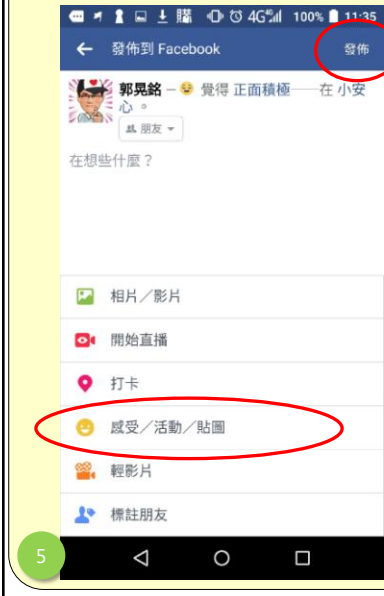 購 4G 100% 11:35
發佈到 Facebook 發佈
郭晃銘 – 覺得 正面積極 —在 小安
心。
朋友
在想些什麼？
相片／影片
開始直播
打卡
感受／活動／貼圖
輕影片
標註朋友
5